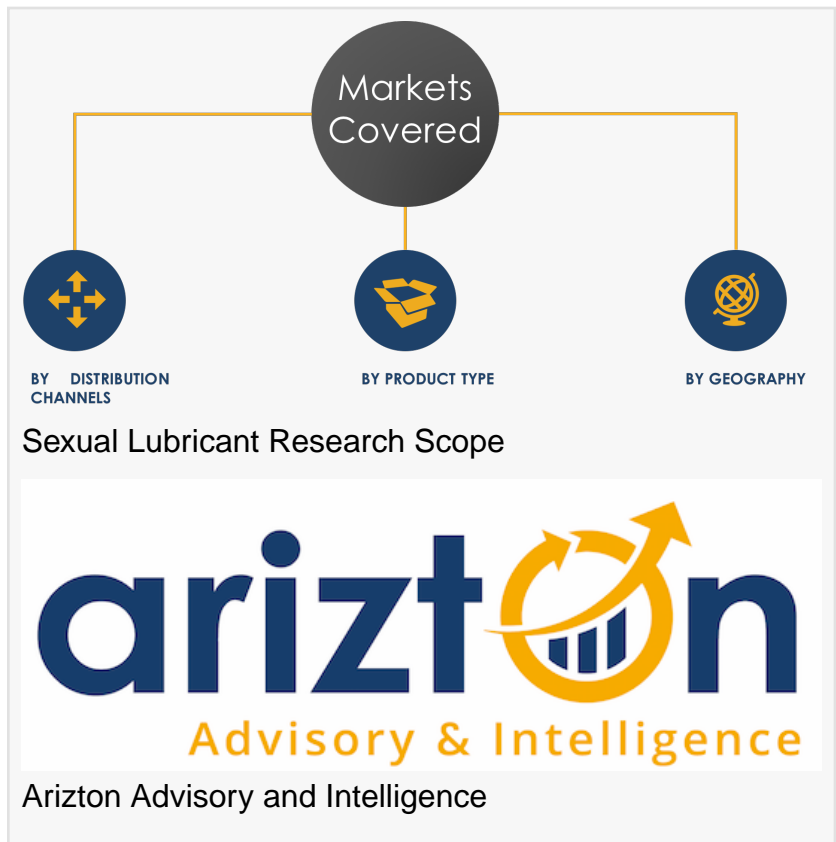 Markets
Covered
BY DISTRIBUTION
CHANNELS
BY PRODUCT TYPE
BY GEOGRAPHY
Sexual Lubricant Research Scope
arizton
Advisory & Intelligence
Arizton Advisory and Intelligence